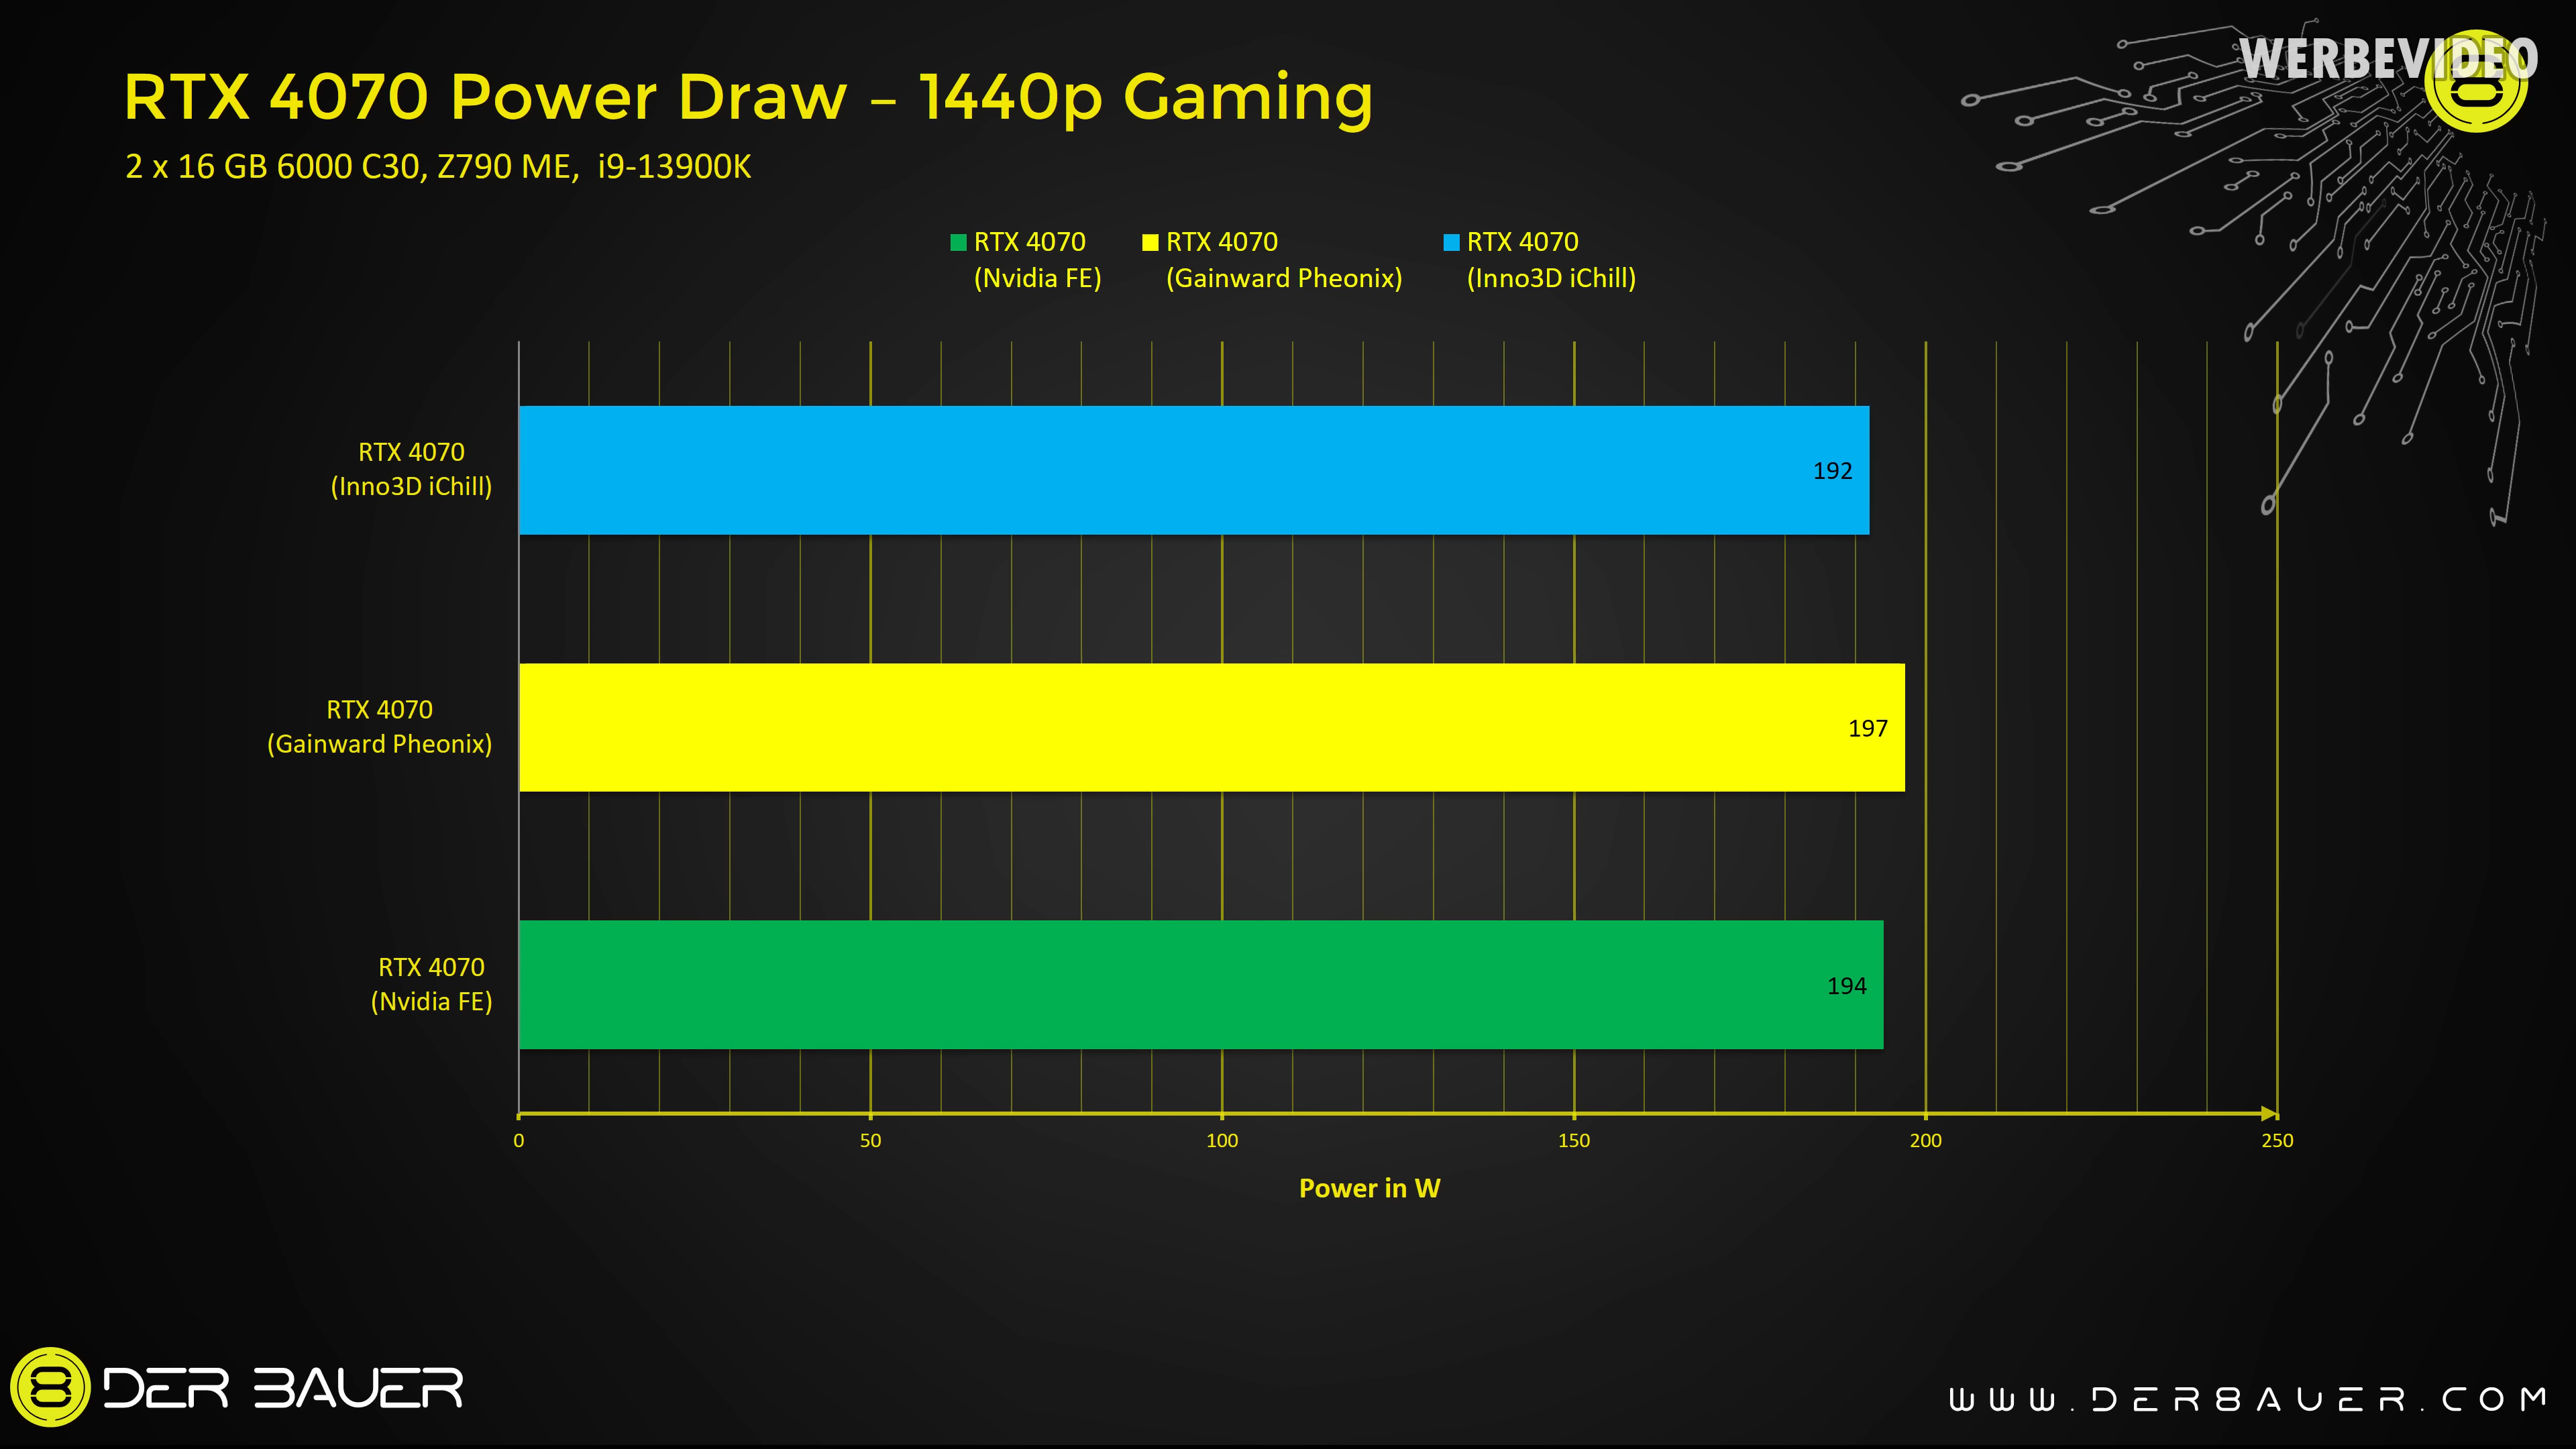 WERBEVIDEO
RTX 4070 Power Draw – 1440p Gaming
2 x 16 GB 6000 C30, Z790 ME, i9-13900K
RTX 4070
(Nvidia FE)
RTX 4070
(Gainward Pheonix)
RTX 4070
(Inno3D iChill)
RTX 4070
(Inno3D iChill)
192
RTX 4070
(Gainward Pheonix)
197
RTX 4070
(Nvidia FE)
194
0 50 100 150 200 250
Power in W
DER 8AUER
WWW.DER8AUER.COM